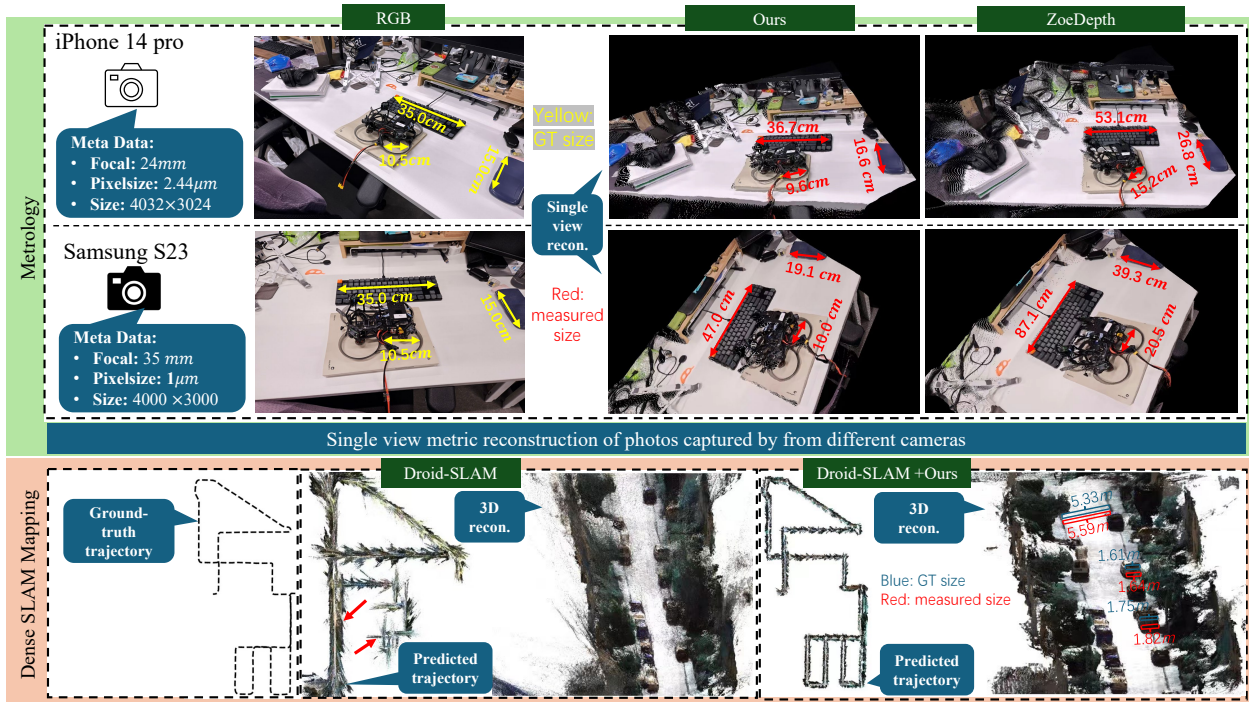 RGB
Ours
ZoeDepth
Metrology
iPhone 14 pro
Meta Data:
• Focal: 24mm
• Pixelsize: 2.44μm
• Size: 4032×3024
35.0cm
10.5cm
15.0cm
Yellow:
GT size
36.7cm
16.6 cm
9.6cm
53.1cm
26.8 cm
15.2cm
Single
view
recon.
Samsung S23
Meta Data:
• Focal: 35 mm
• Pixelsize: 1μm
• Size: 4000 ×3000
35.0 cm
15.0cm
10.5cm
Red:
measured
size
19.1 cm
47.0 cm
10.0 cm
39.3 cm
87.1 cm
20.5 cm
Single view metric reconstruction of photos captured by from different cameras
Dense SLAM Mapping
Droid-SLAM
Droid-SLAM +Ours
Ground-
truth
trajectory
3D
recon.
Predicted
trajectory
3D
recon.
Blue: GT size
Red: measured size
Predicted
trajectory
5.33m
5.59m
1.61m
1.64m
1.75m
1.82m